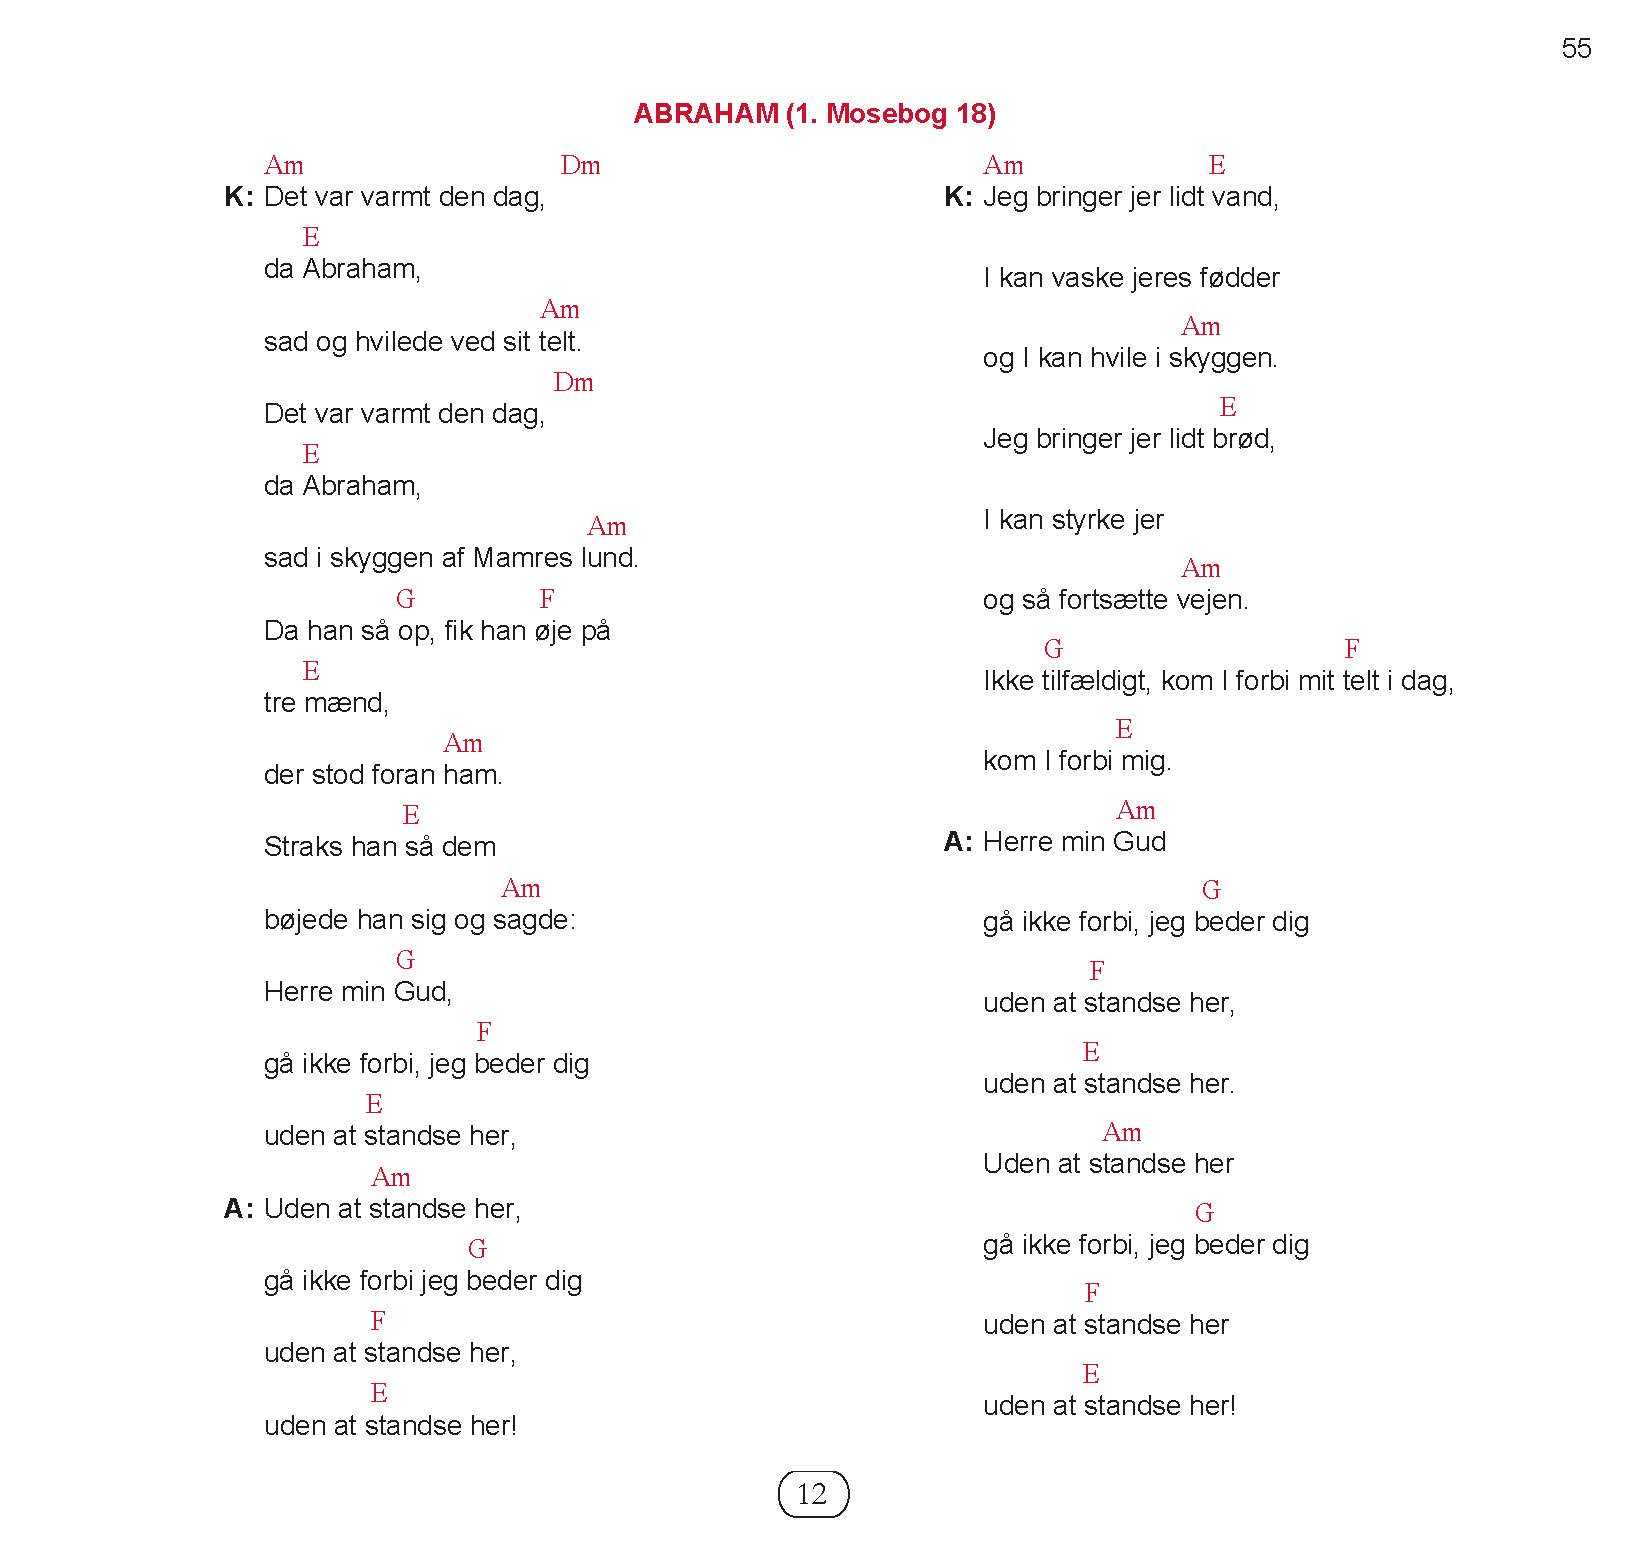 55
ABRAHAM (1. Mosebog 18)
Am Dm
K: Det var varmt den dag,
E
da Abraham,
Am
sad og hvilede ved sit telt.
Dm
Det var varmt den dag,
E
da Abraham,
Am
sad i skyggen af Mamres lund.
G F
Da han så op, fik han øje på
E
tre mænd,
Am
der stod foran ham.
E
Straks han så dem
Am
bøjede han sig og sagde:
G
Herre min Gud,
F
gå ikke forbi, jeg beder dig
E
uden at standse her,
Am
A: Uden at standse her,
G
gå ikke forbi jeg beder dig
F
uden at standse her,
E
uden at standse her!
Am E
K: Jeg bringer jer lidt vand,
I kan vaske jeres fødder
Am
og I kan hvile i skyggen.
E
Jeg bringer jer lidt brød,
I kan styrke jer
Am
og så fortsætte vejen.
G F
Ikke tilfældigt, kom I forbi mit telt i dag,
E
kom I forbi mig.
Am
A: Herre min Gud
G
gå ikke forbi, jeg beder dig
F
uden at standse her,
E
uden at standse her.
Am
Uden at standse her
G
gå ikke forbi, jeg beder dig
F
uden at standse her
E
uden at standse her!
12